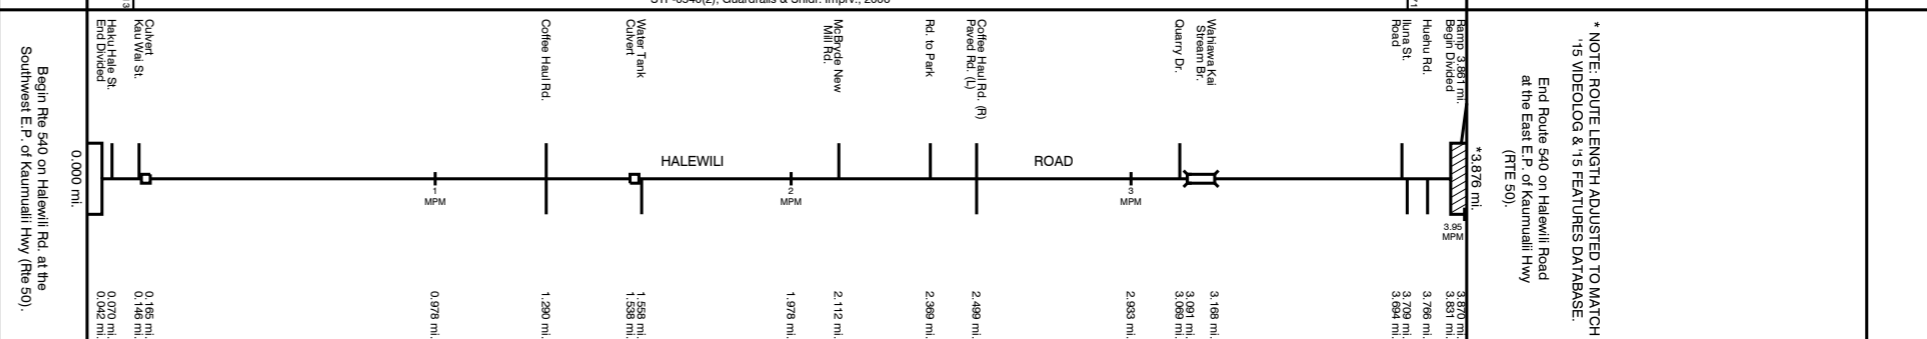 STP-0540(2), Guardrails & Shldr. Imprv., 2006
Begin Rte 540 on Halewili Rd. at the
Southwest E.P. of Kaumualii Hwy (Rte 50).
0.000 mi.
Culvert
Kau Wai St.
Haku Hale St.
End Divided
Coffee Haul Rd.
Water Tank
Culvert
McBryde New
Mill Rd.
Rd. to Park
Coffee Haul Rd. (R)
Paved Rd. (L)
Wahiawa Kai
Stream Br.
Quarry Dr.
Iluna St.
Road
Huehu Rd.
Ramp 3.861 mi.
Begin Divided
HALEWILI
ROAD
1
MPM
2
MPM
3
MPM
3.95
MPM
0.165 mi.
0.146 mi.
0.070 mi.
0.042 mi.
0.978 mi.
1.290 mi.
1.558 mi.
1.538 mi.
1.978 mi.
2.112 mi.
2.369 mi.
2.499 mi.
2.933 mi.
3.168 mi.
3.091 mi.
3.069 mi.
3.709 mi.
3.694 mi.
3.766 mi.
3.870 mi.
3.831 mi.
*3.876 mi.
End Route 540 on Halewili Road
at the East E.P. of Kaumualii Hwy
(RTE 50).
* NOTE: ROUTE LENGTH ADJUSTED TO MATCH
'15 VIDEOLOG & '15 FEATURES DATABASE.